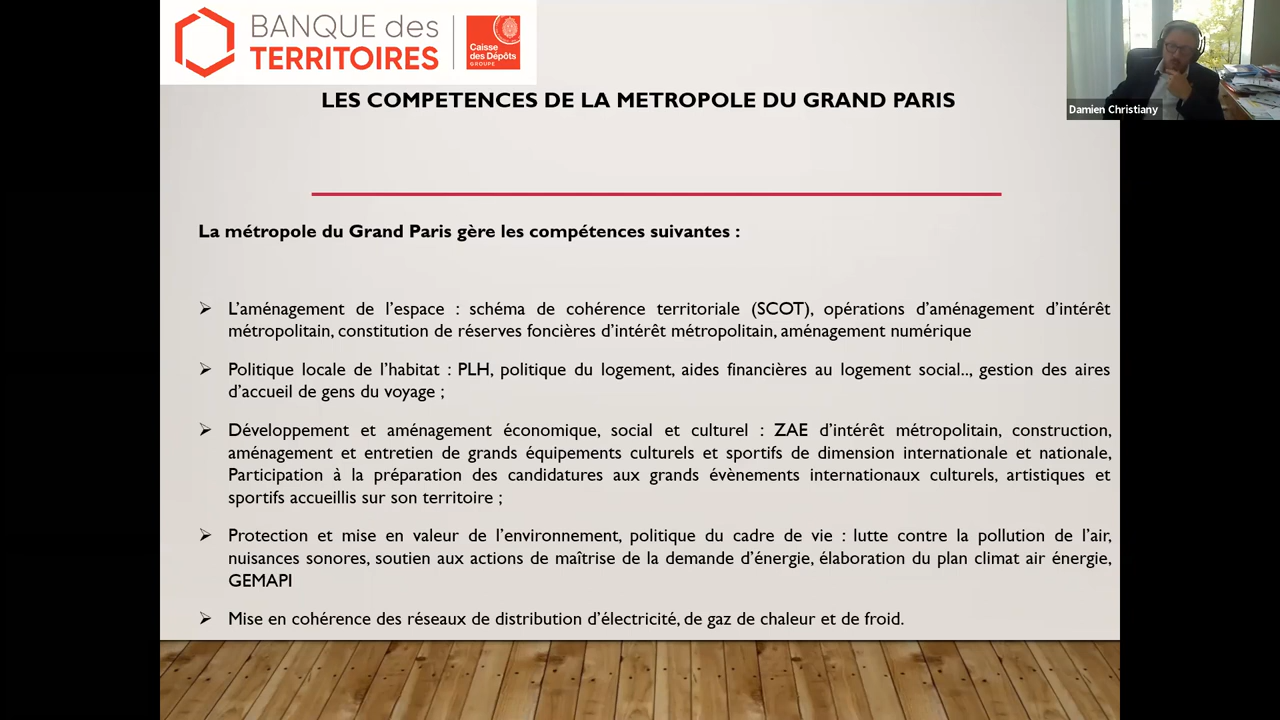 BANQUE des
TERRITOIRES
Caisse
des Dépôts
GROUPE
Damien Christiany
LES COMPETENCES DE LA METROPOLE DU GRAND PARIS
La métropole du Grand Paris gère les compétences suivantes :
L'aménagement de l'espace : schéma de cohérence territoriale (SCOT), opérations d'aménagement d'intérêt
métropolitain, constitution de réserves foncières d'intérêt métropolitain, aménagement numérique
Politique locale de l'habitat : PLH, politique du logement, aides financières au logement social.., gestion des aires
d'accueil de gens du voyage ;
Développement et aménagement économique, social et culturel : ZAE d'intérêt métropolitain, construction,
aménagement et entretien de grands équipements culturels et sportifs de dimension internationale et nationale,
Participation à la préparation des candidatures aux grands évènements internationaux culturels, artistiques et
sportifs accueillis sur son territoire ;
Protection et mise en valeur de l'environnement, politique du cadre de vie : lutte contre la pollution de l'air,
nuisances sonores, soutien aux actions de maîtrise de la demande d'énergie, élaboration du plan climat air énergie,
GEMAPI
Mise en cohérence des réseaux de distribution d'électricité, de gaz de chaleur et de froid.